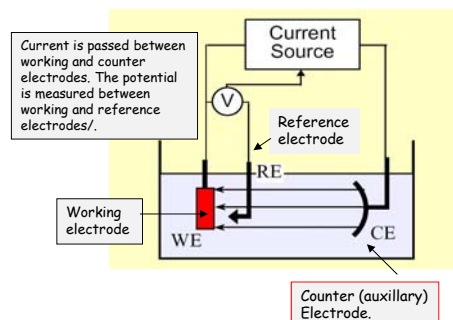 Current is passed between
working and counter
electrodes. The potential
is measured between
working and reference
electrodes/.
Current
Source
V
Reference
electrode
RE
Working
electrode
WE
CE
Counter (auxillary)
Electrode.